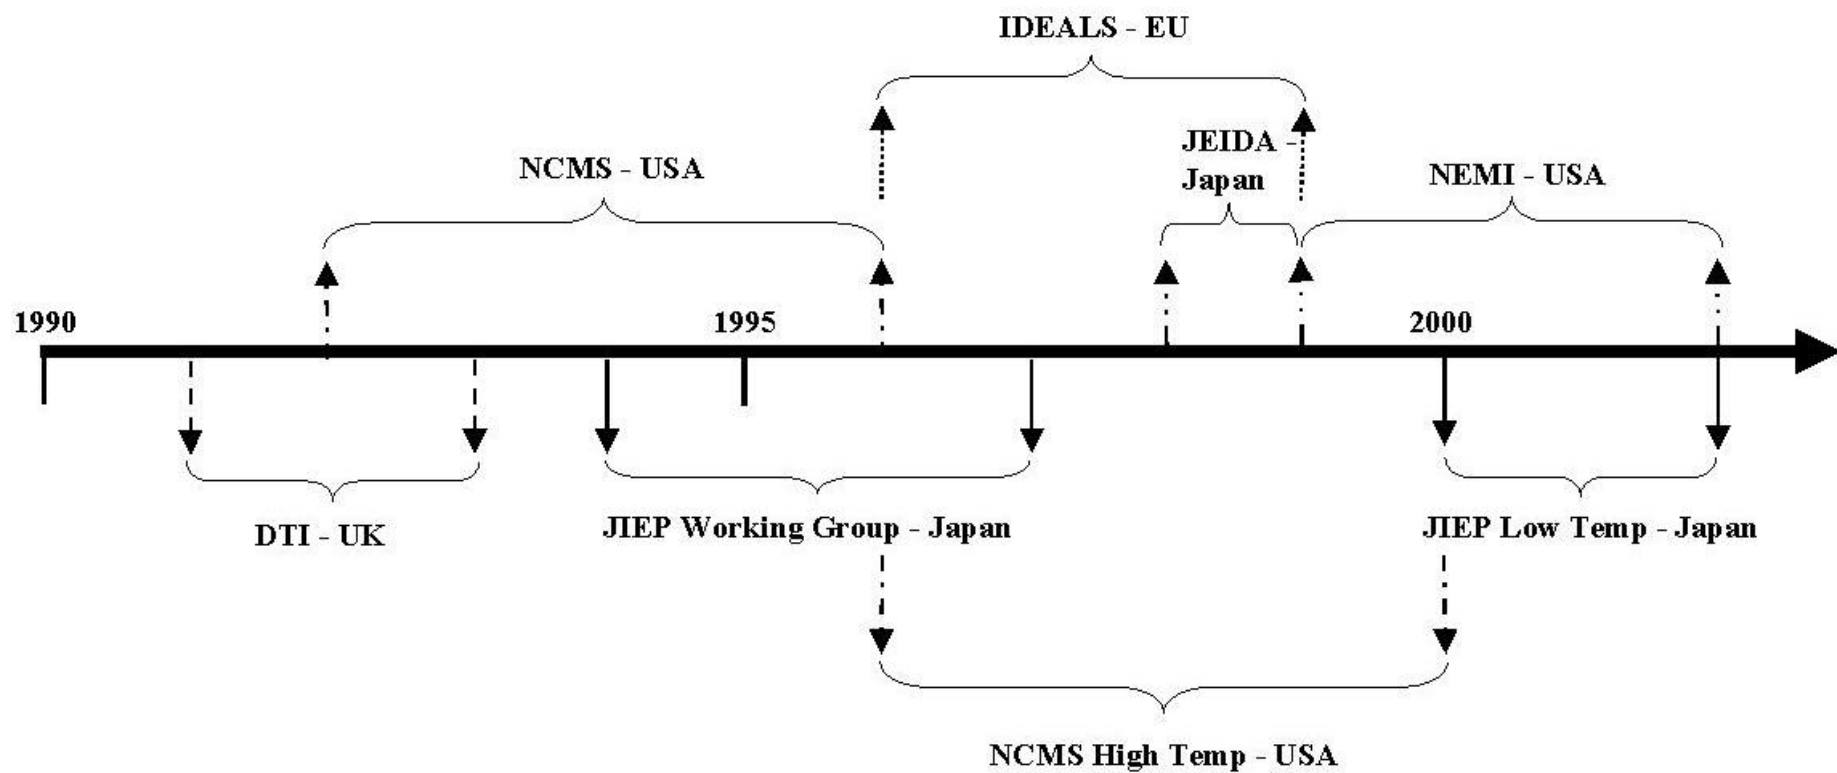 IDEALS - EU
JEIDA -
Japan
NCMS - USA
NEMI - USA
1990
1995
2000
DTI - UK
JIEP Working Group - Japan
JIEP Low Temp - Japan
NCMS High Temp - USA